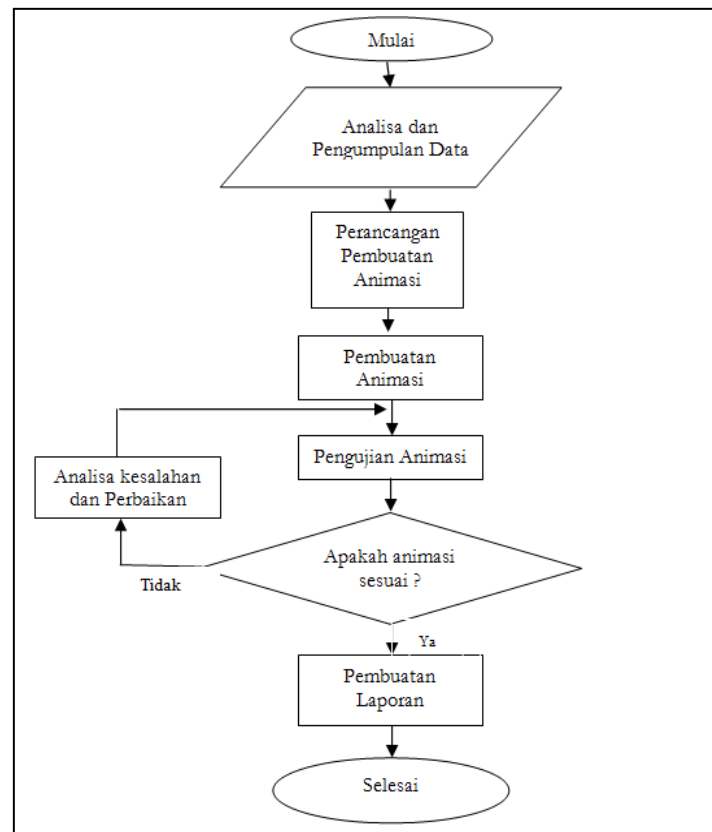 Mulai
Analisa dan
Pengumpulan Data
Perancangan
Pembuatan
Animasi
Pembuatan
Animasi
Pengujian Animasi
Analisa kesalahan
dan Perbaikan
Apakah animasi
sesuai ?
Tidak
Ya
Pembuatan
Laporan
Selesai